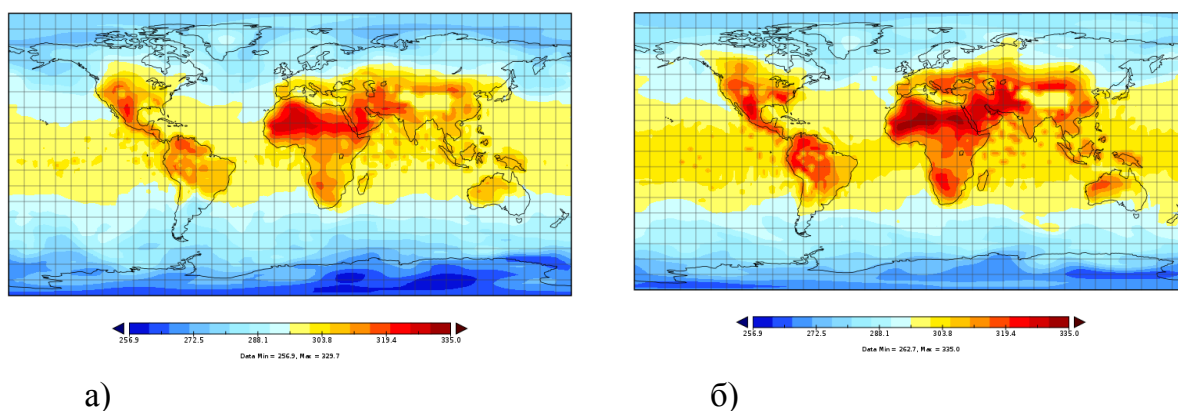 256.9 272.5 288.1 303.8 319.4 335.0
Data Min = 256.9, Max = 329.7
256.9 272.5 288.1 303.8 319.4 335.0
Data Min = 262.7, Max = 335.0
а) б)